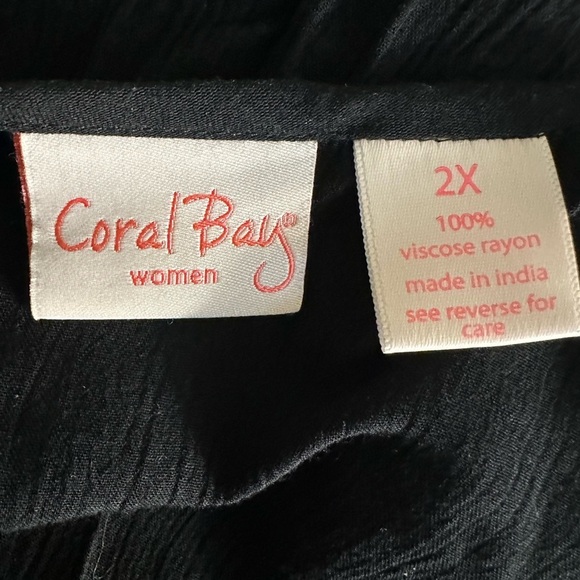 Coral Bay®
women
2X
100%
viscose rayon
made in india
see reverse for
care